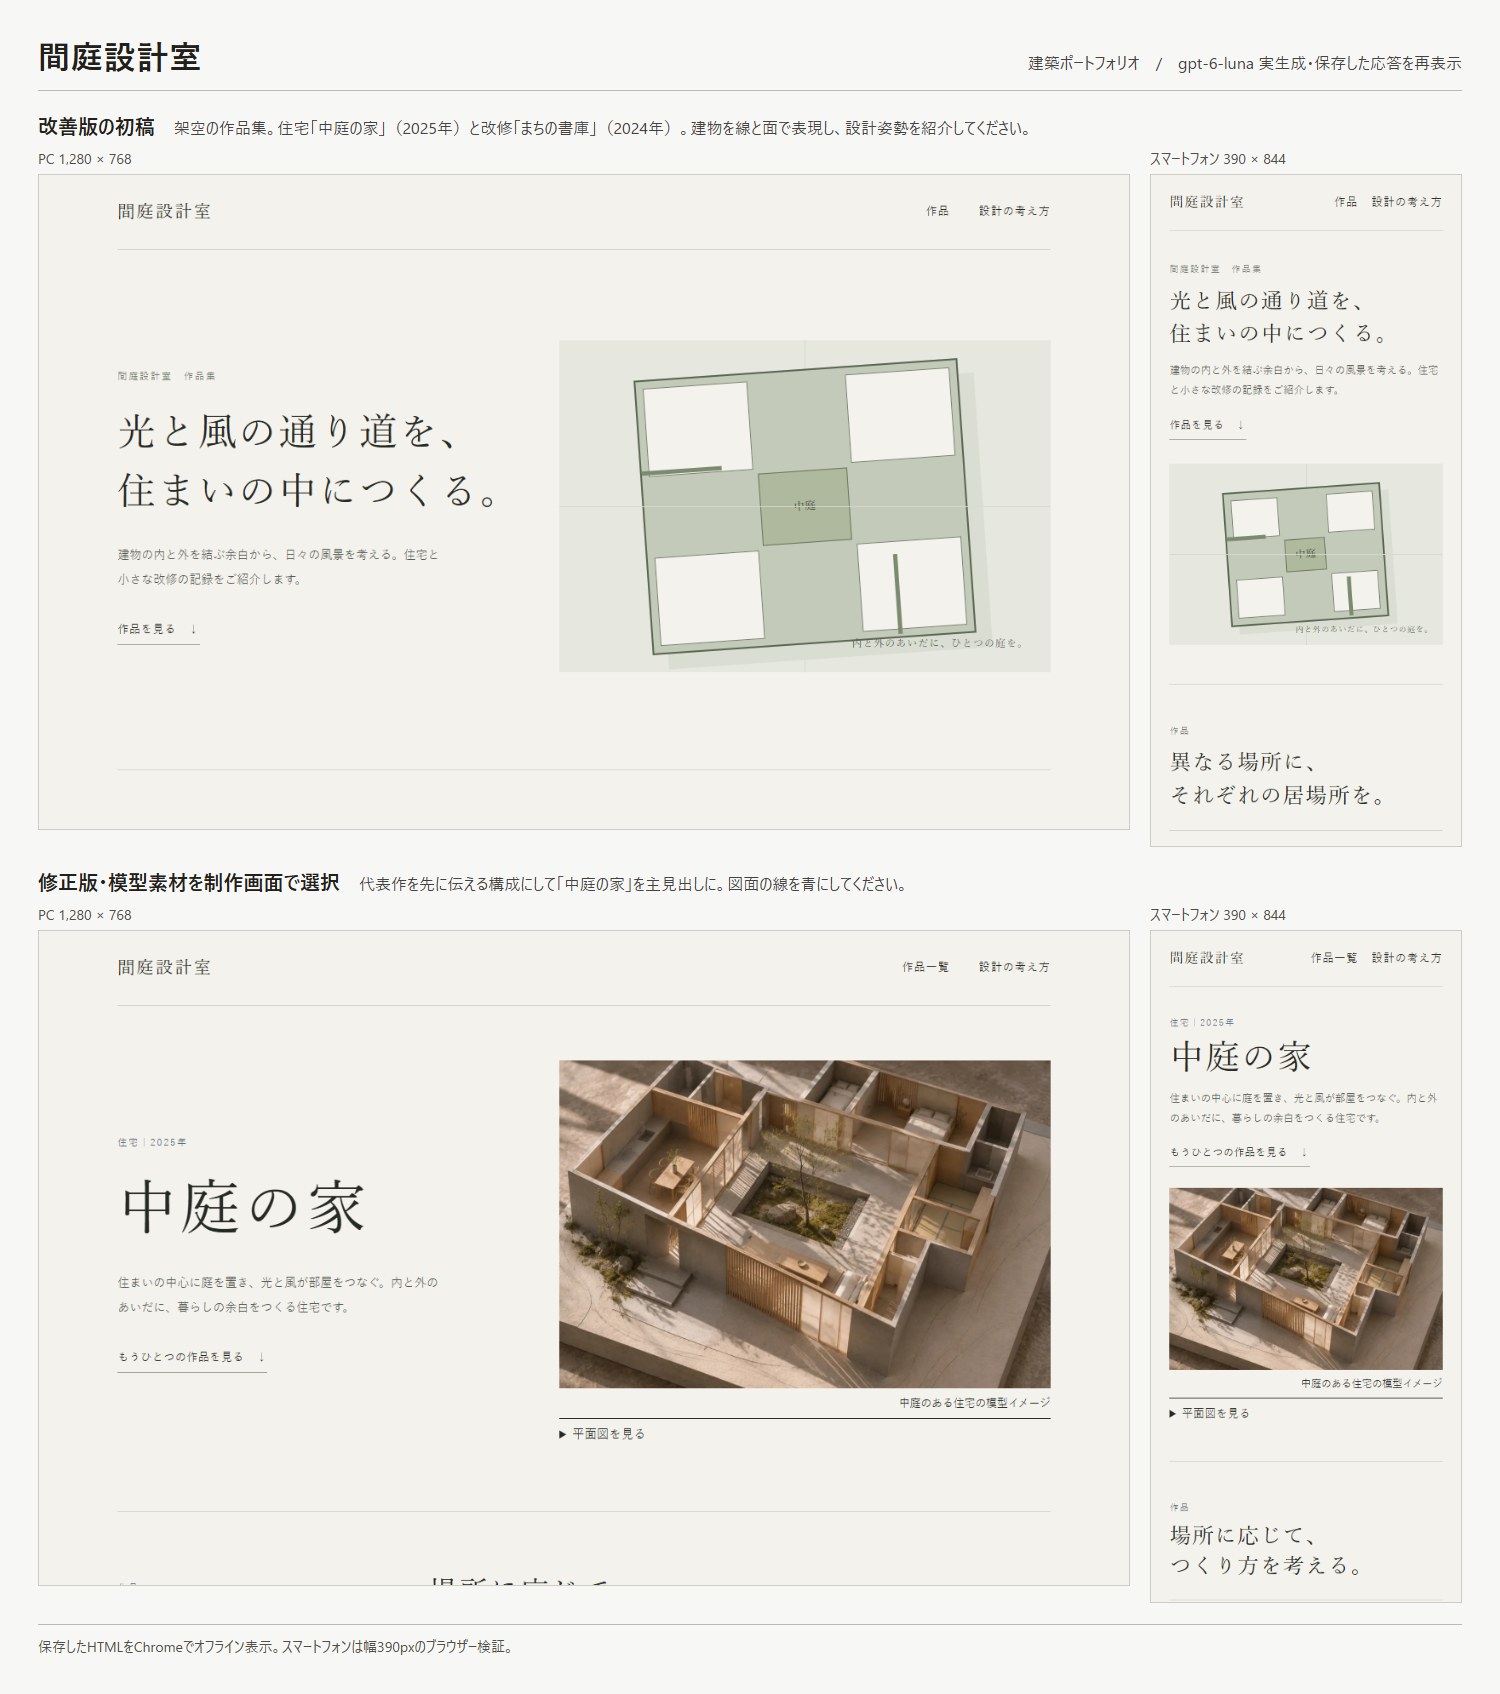 間庭設計室
建築ポートフォリオ / gpt-6-luna 実生成・保存した応答を再表示
改善版の初稿 架空の作品集。住宅「中庭の家」（2025年）と改修「まちの書庫」（2024年）。建物を線と面で表現し、設計姿勢を紹介してください。
PC 1,280 × 768
間庭設計室
作品 設計の考え方
間庭設計室 作品集
光と風の通り道を、
住まいの中につくる。
建物の内と外を結ぶ余白から、日々の風景を考える。住宅と
小さな改修の記録をご紹介します。
作品を見る ↓
中庭
内と外のあいだに、ひとつの庭を。
スマートフォン 390 × 844
間庭設計室
作品 設計の考え方
間庭設計室 作品集
光と風の通り道を、
住まいの中につくる。
建物の内と外を結ぶ余白から、日々の風景を考える。住宅
と小さな改修の記録をご紹介します。
作品を見る ↓
中庭
内と外のあいだに、ひとつの庭を。
作品
異なる場所に、
それぞれの居場所を。
修正版・模型素材を制作画面で選択 代表作を先に伝える構成にして「中庭の家」を主見出しに。図面の線を青にしてください。
PC 1,280 × 768
間庭設計室
作品一覧 設計の考え方
住宅｜2025年
中庭の家
住まいの中心に庭を置き、光と風が部屋をつなぐ。内と外の
あいだに、暮らしの余白をつくる住宅です。
もうひとつの作品を見る ↓
中庭のある住宅の模型イメージ
▶ 平面図を見る
スマートフォン 390 × 844
間庭設計室
作品一覧 設計の考え方
住宅｜2025年
中庭の家
住まいの中心に庭を置き、光と風が部屋をつなぐ。内と外
のあいだに、暮らしの余白をつくる住宅です。
もうひとつの作品を見る ↓
中庭のある住宅の模型イメージ
▶ 平面図を見る
作品
場所に応じて、
つくり方を考える。
保存したHTMLをChromeでオフライン表示。スマートフォンは幅390pxのブラウザー検証。